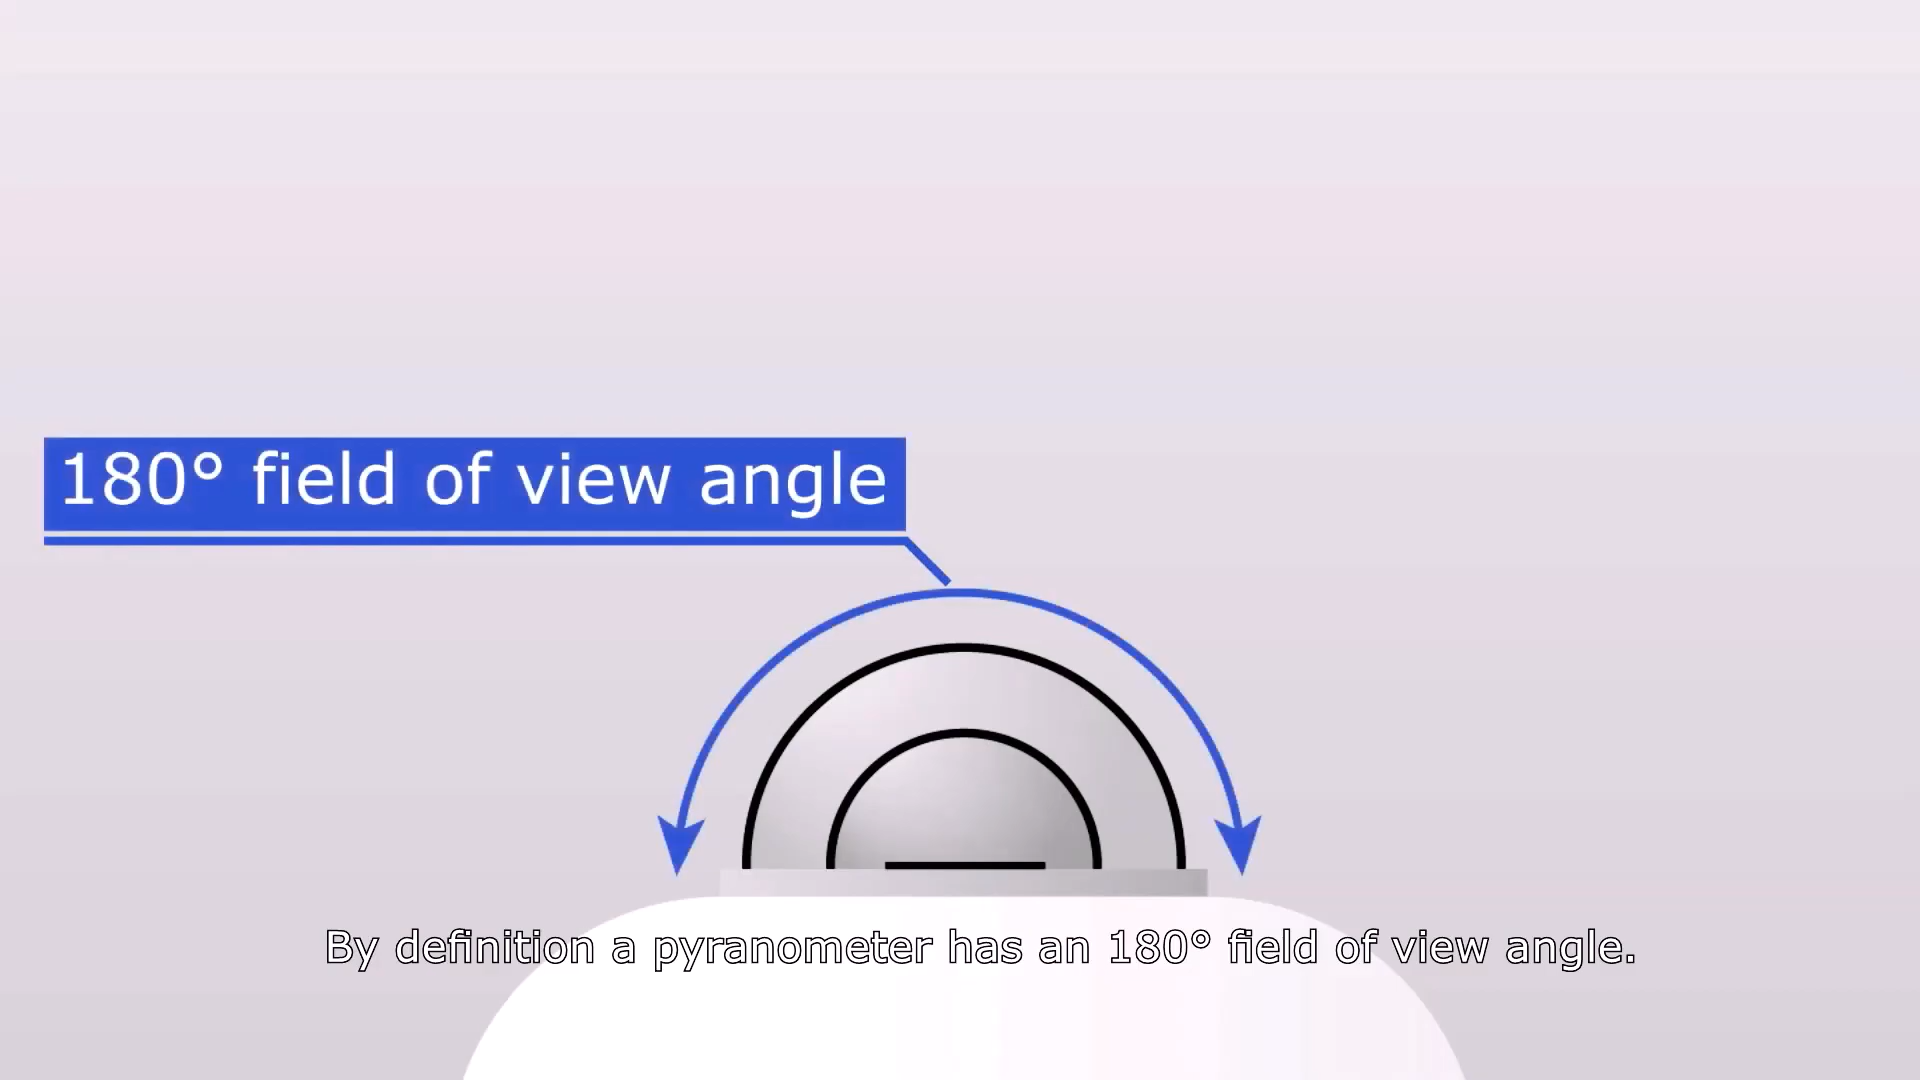 180° field of view angle
By definition a pyranometer has an 180° field of view angle.